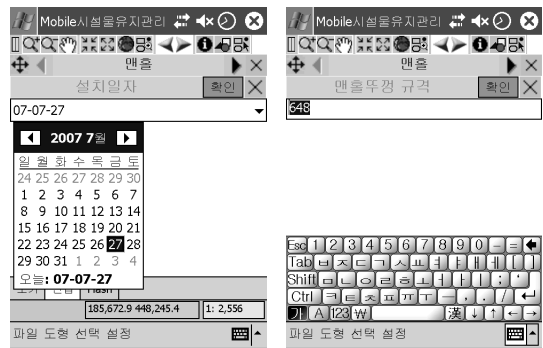 Mobile시설물유지관리
맨홀
설치일자 확인
07-07-27
2007 7월
일 월 화 수 목 금 토
24 25 26 27 28 29 30
1 2 3 4 5 6 7
8 9 10 11 12 13 14
15 16 17 18 19 20 21
22 23 24 25 26 27 28
29 30 31 1 2 3 4
오늘: 07-07-27
185,672.9 448,245.4 1: 2,556
파일 도형 선택 설정
Mobile시설물유지관리
맨홀
맨홀뚜껑 규격 확인
648
Esc 1 2 3 4 5 6 7 8 9 0 - =
Tab ㅂ ㅈ ㄷ ㄱ ㅅ ㅛ ㅕ ㅑ ㅐ ㅔ [ ]
Shift ㅁ ㄴ ㅇ ㄹ ㅎ ㅗ ㅓ ㅏ ㅣ ; '
Ctrl ㅋ ㅌ ㅊ ㅍ ㅠ ㅜ ㅡ , . /
가 A 123 ₩ 漢 ↓ ↑ ← →
파일 도형 선택 설정